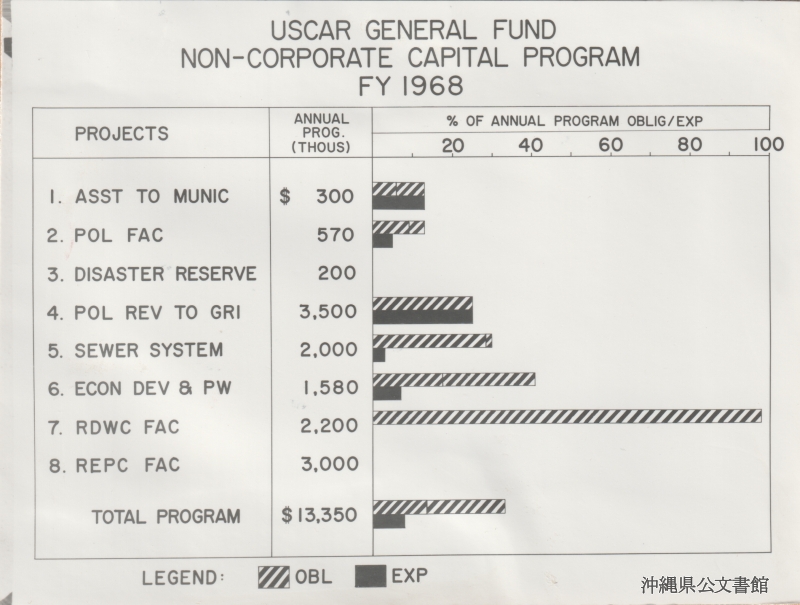 USCAR GENERAL FUND
NON-CORPORATE CAPITAL PROGRAM
FY 1968
PROJECTS
ANNUAL
PROG.
(THOUS)
% OF ANNUAL PROGRAM OBLIG/EXP
20 40 60 80 100
1. ASST TO MUNIC $ 300
2. POL FAC 570
3. DISASTER RESERVE 200
4. POL REV TO GRI 3,500
5. SEWER SYSTEM 2,000
6. ECON DEV & PW 1,580
7. RDWC FAC 2,200
8. REPC FAC 3,000
TOTAL PROGRAM $13,350
LEGEND: OBL EXP
沖縄県公文書館